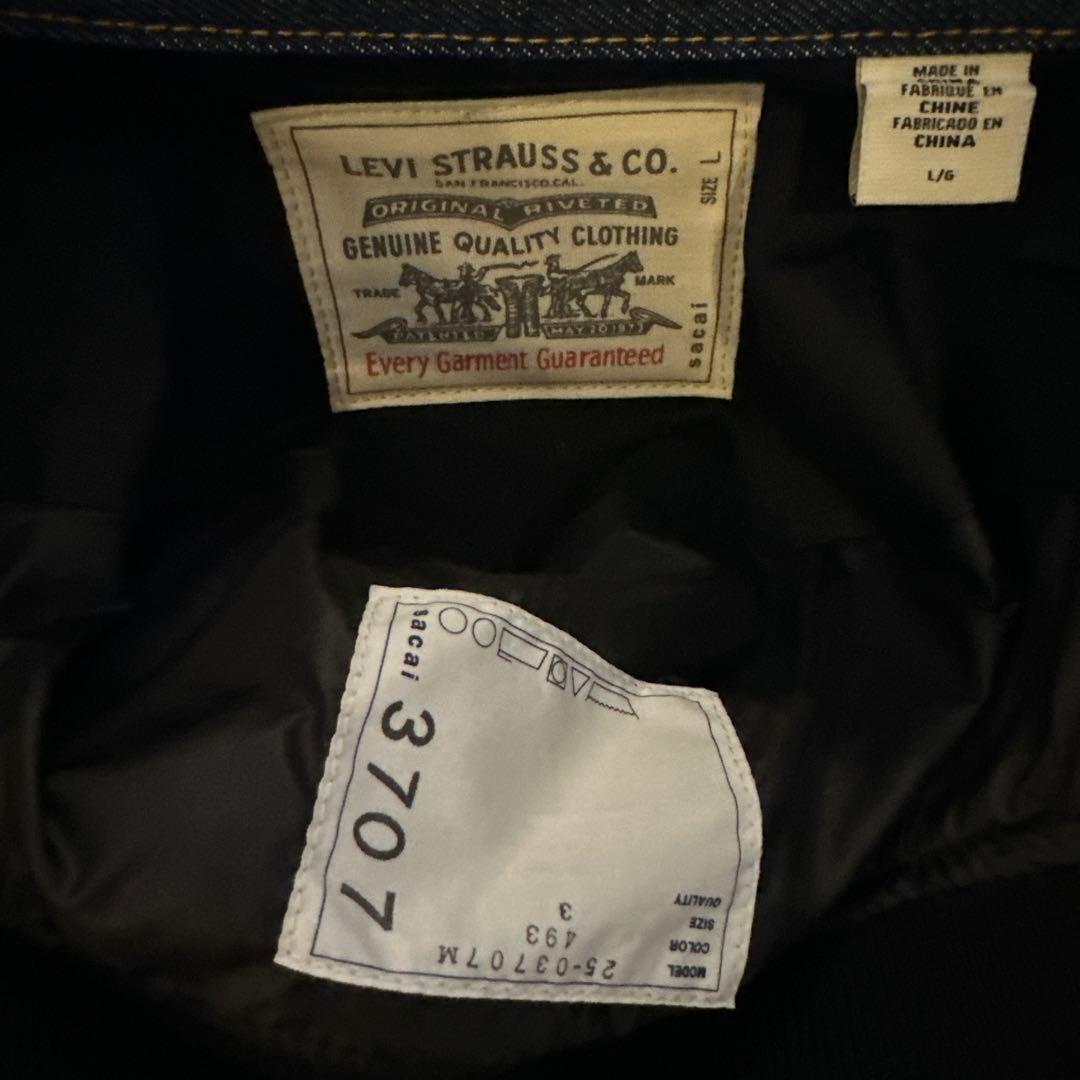 LEVI STRAUSS & CO.
SAN FRANCISCO, CAL.
ORIGINAL RIVETED
GENUINE QUALITY CLOTHING
TRADE MARK
PATENTED MAY 20 1873
Every Garment Guaranteed
SIZE L
sacai
MADE IN
FABRIQUÉ EN
CHINE
FABRICADO EN
CHINA
L/G
sacai
3707
MODEL 25-03707M
COLOR 493
SIZE 3
QUALITY